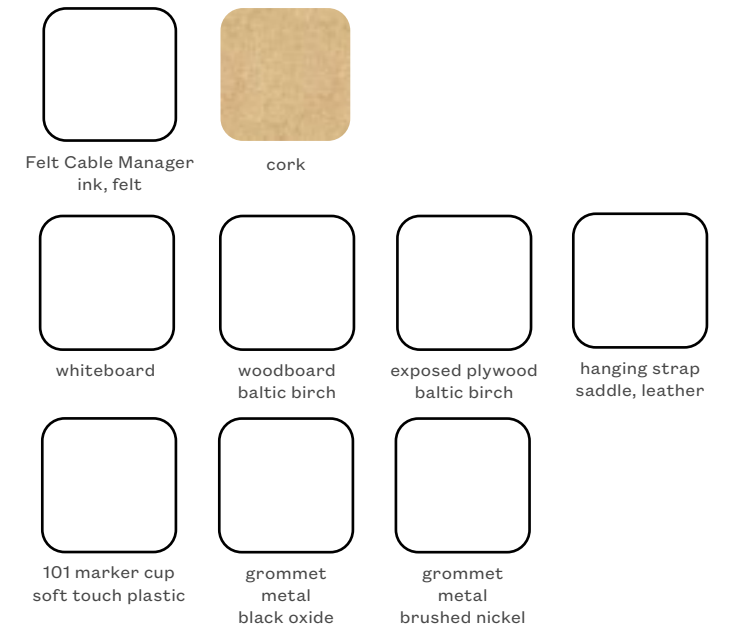 Felt Cable Manager
ink, felt
cork
whiteboard
woodboard
baltic birch
exposed plywood
baltic birch
hanging strap
saddle, leather
101 marker cup
soft touch plastic
grommet
metal
black oxide
grommet
metal
brushed nickel